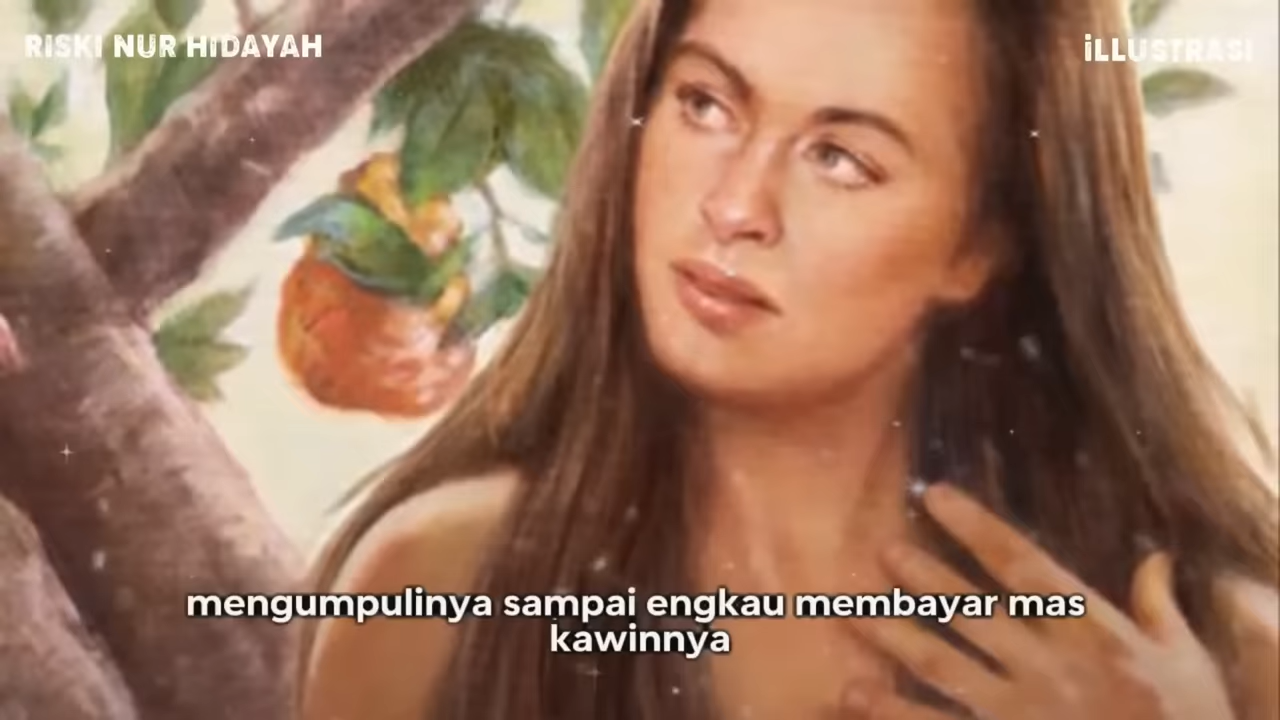 RISKI NUR HIDAYAH
iLLUSTRASI
mengumpulinya sampai engkau membayar mas
kawinnya